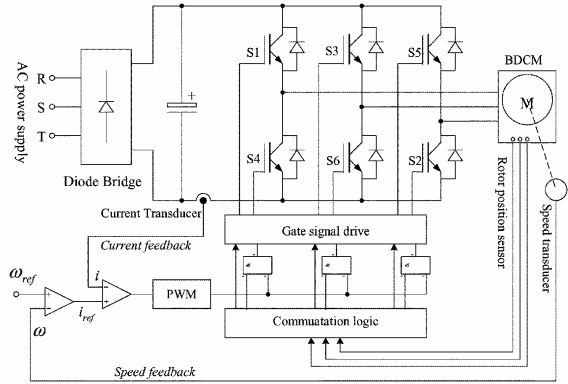 S1
S3
S5
BDCM
AC power supply
R
S
T
M
S4
S6
S2
Diode Bridge
Rotor position sensor
Speed transducer
Current Transducer
Gate signal drive
Current feedback
ω_ref
i
&
&
&
PWM
i_ref
ω
Commuatation logic
Speed feedback